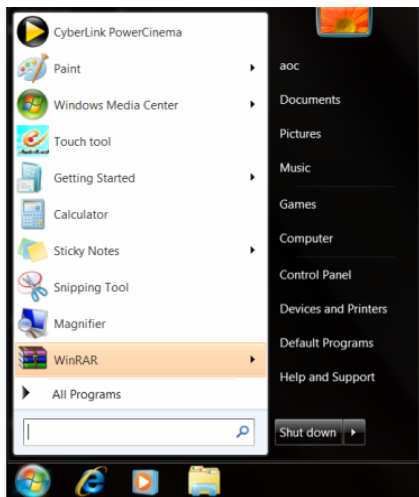 CyberLink PowerCinema
Paint
Windows Media Center
Touch tool
Getting Started
Calculator
Sticky Notes
Snipping Tool
Magnifier
WinRAR
All Programs
aoc
Documents
Pictures
Music
Games
Computer
Control Panel
Devices and Printers
Default Programs
Help and Support
Shut down